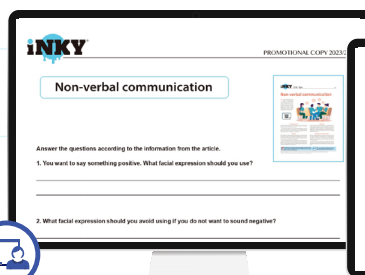 iNKY
PROMOTIONAL COPY 2023/2
Non-verbal communication
iNKY
Non-verbal communication
Answer the questions according to the information from the article.
1. You want to say something positive. What facial expression should you use?
2. What facial expression should you avoid using if you do not want to sound negative?